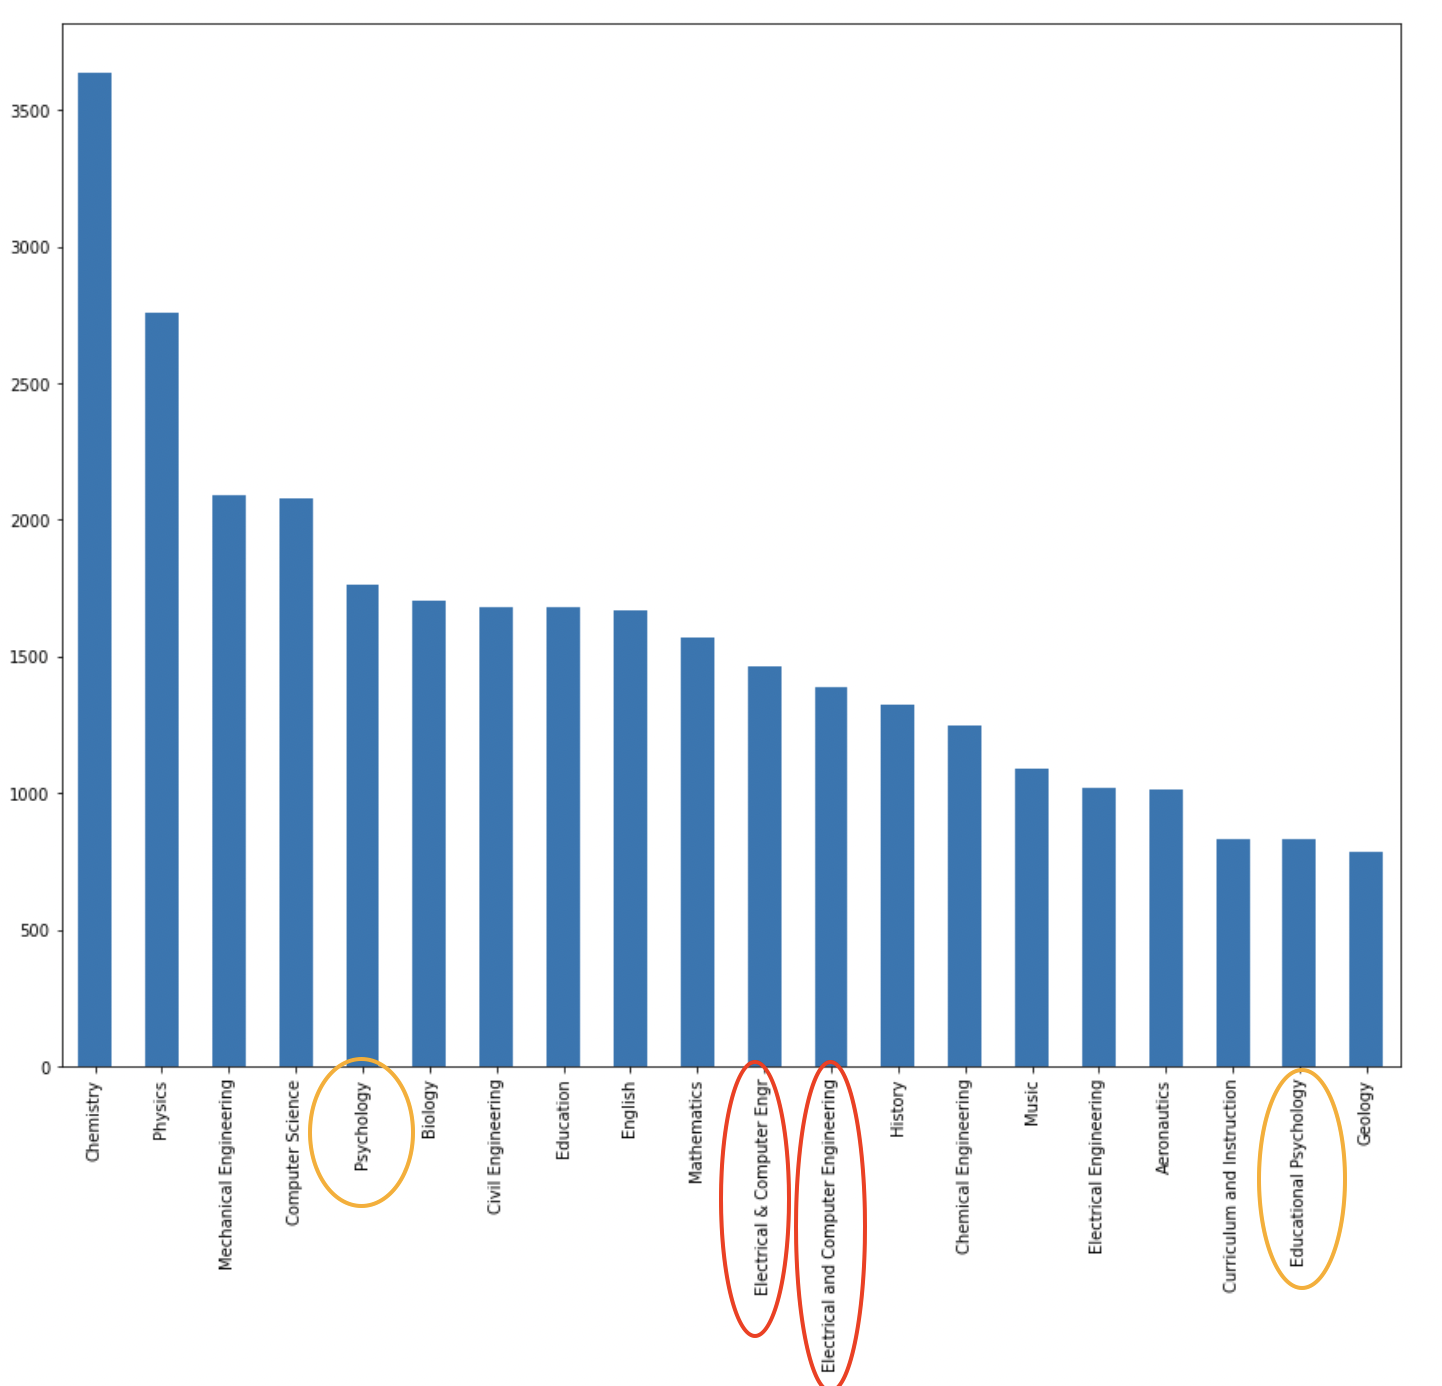 3500
3000
2500
2000
1500
1000
500
0
Chemistry
Physics
Mechanical Engineering
Computer Science
Psychology
Biology
Civil Engineering
Education
English
Mathematics
Electrical & Computer Engr
Electrical and Computer Engineering
History
Chemical Engineering
Music
Electrical Engineering
Aeronautics
Curriculum and Instruction
Educational Psychology
Geology